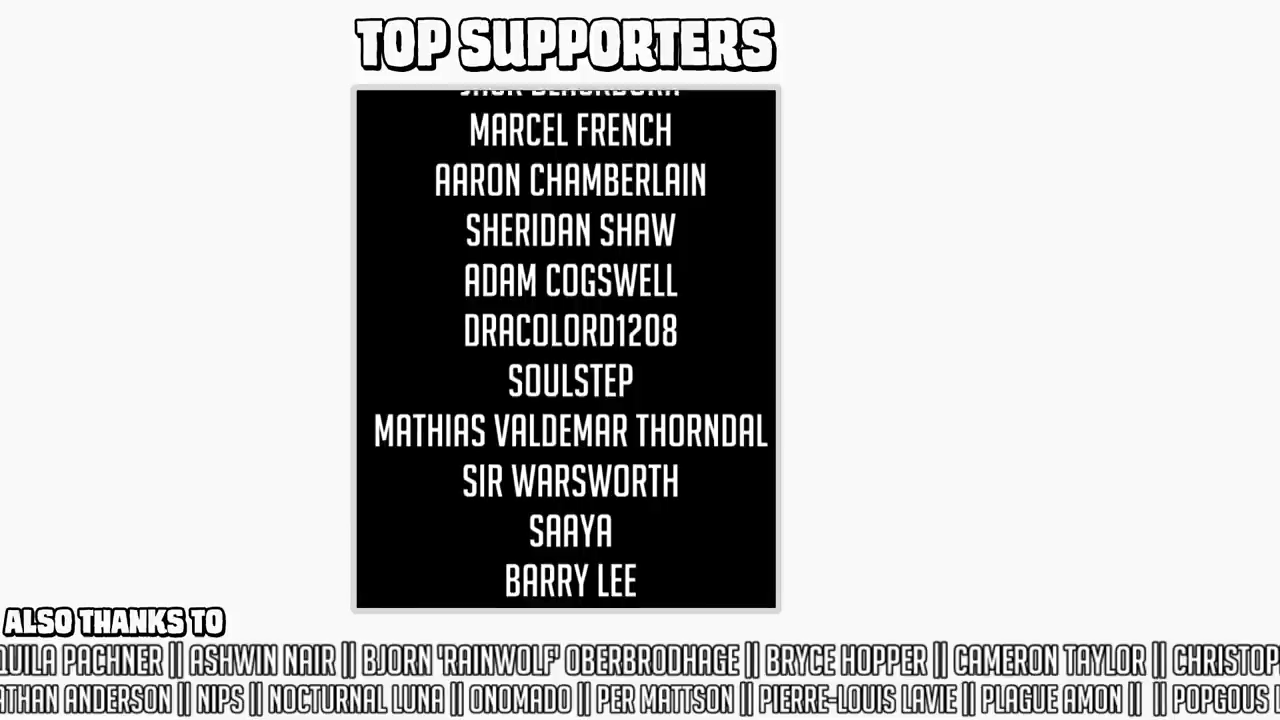 TOP SUPPORTERS
MARCEL FRENCH
AARON CHAMBERLAIN
SHERIDAN SHAW
ADAM COGSWELL
DRACOLORD1208
SOULSTEP
MATHIAS VALDEMAR THORNDAL
SIR WARSWORTH
SAAYA
BARRY LEE
ALSO THANKS TO
PACHNER || ASHWIN NAIR || BJORN 'RAINWOLF' OBERBRODHAGE || BRYCE HOPPER || CAMERON TAYLOR ||
ANDERSON || NIPS || NOCTURNAL LUNA || ONOMADO || PER MATTSON || PIERRE-LOUIS LAVIE || PLAGUE AMON || || POPGOUS